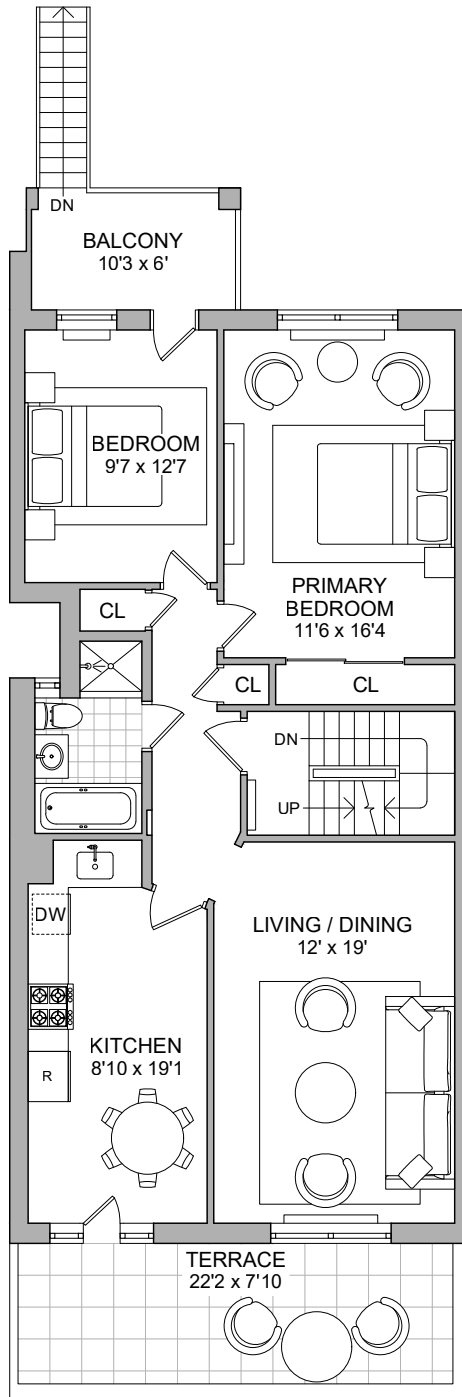 DN
BALCONY
10'3 x 6'
BEDROOM
9'7 x 12'7
PRIMARY
BEDROOM
11'6 x 16'4
CL
CL
CL
DN
UP
DW
LIVING / DINING
12' x 19'
KITCHEN
8'10 x 19'1
R
TERRACE
22'2 x 7'10